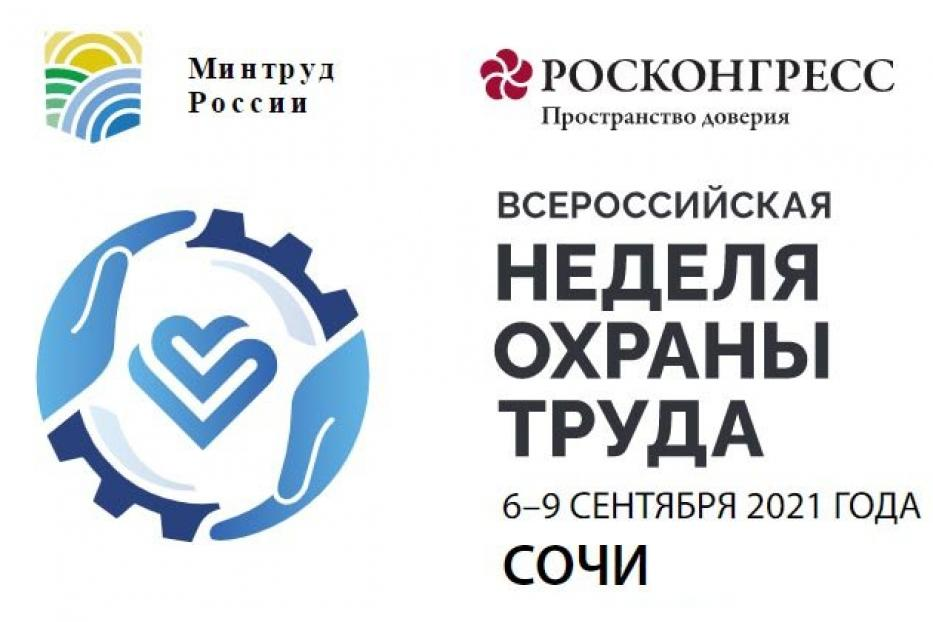 Минтруд
России
РОСКОНГРЕСС
Пространство доверия
ВСЕРОССИЙСКАЯ
НЕДЕЛЯ
ОХРАНЫ
ТРУДА
6–9 СЕНТЯБРЯ 2021 ГОДА
СОЧИ